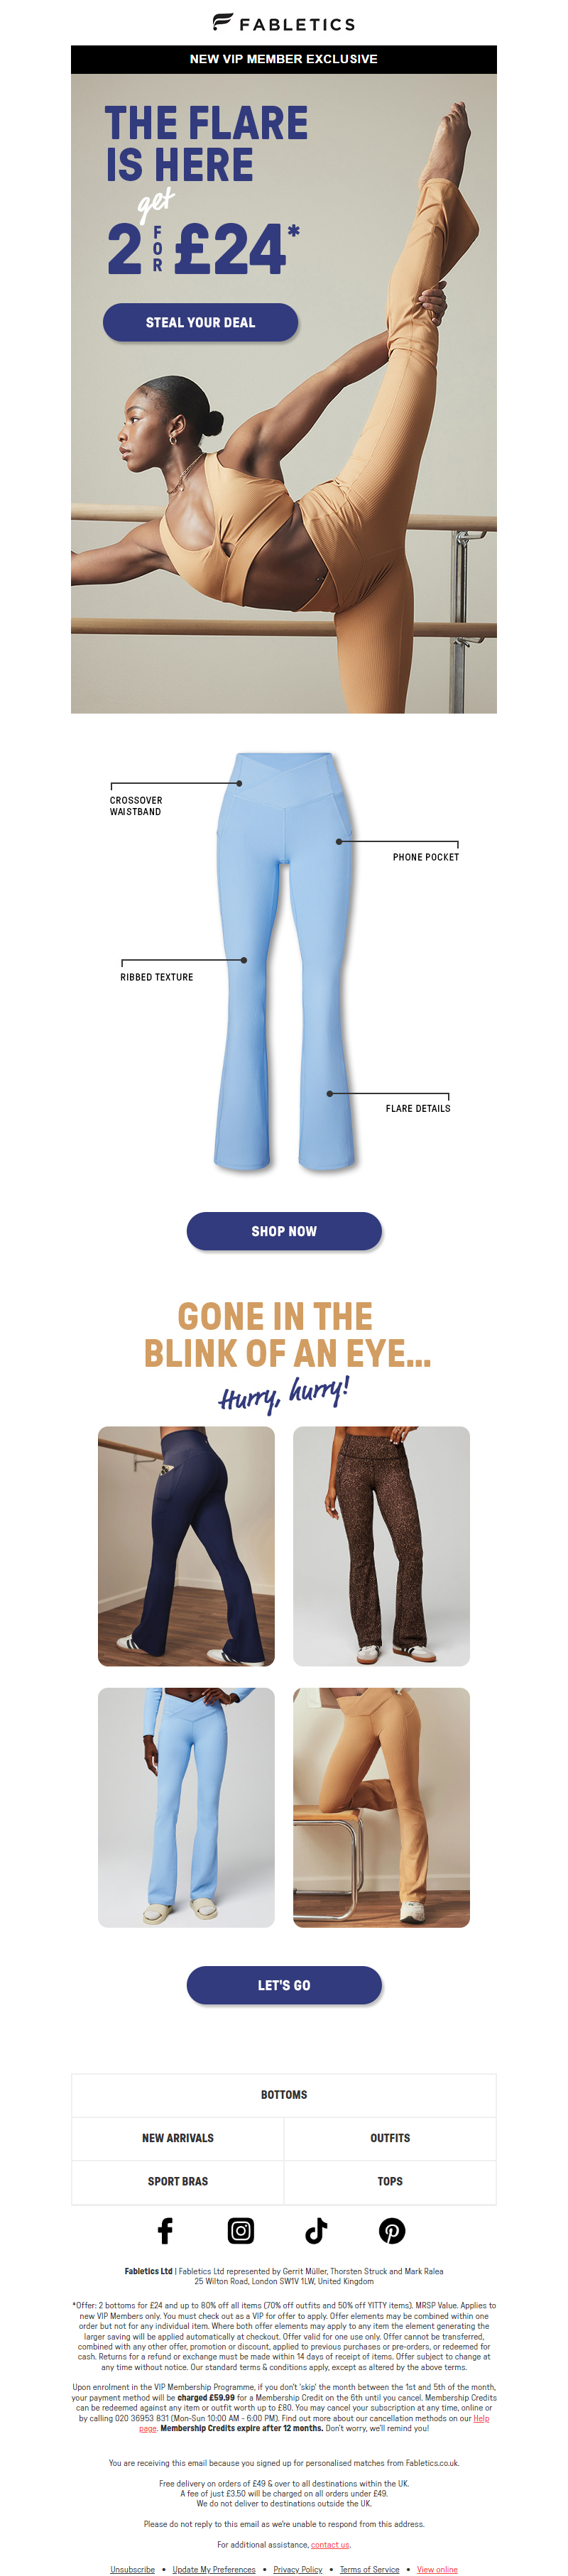 FABLETICS
NEW VIP MEMBER EXCLUSIVE
THE FLARE
IS HERE
get
2 FOR £24*
STEAL YOUR DEAL
CROSSOVER
WAISTBAND
PHONE POCKET
RIBBED TEXTURE
FLARE DETAILS
SHOP NOW
GONE IN THE
BLINK OF AN EYE...
Hurry, hurry!
LET'S GO
BOTTOMS
NEW ARRIVALS
OUTFITS
SPORT BRAS
TOPS
Fabletics Ltd | Fabletics Ltd represented by Gerrit Müller, Thorsten Struck and Mark Ralea
25 Wilton Road, London SW1V 1LW, United Kingdom
*Offer: 2 bottoms for £24 and up to 80% off all items (70% off outfits and 50% off YITTY items). MRSP Value. Applies to
new VIP Members only. You must check out as a VIP for offer to apply. Offer elements may be combined within one
order but not for any individual item. Where both offer elements may apply to any item the element generating the
larger saving will be applied automatically at checkout. Offer valid for one use only. Offer cannot be transferred,
combined with any other offer, promotion or discount, applied to previous purchases or pre-orders, or redeemed for
cash. Returns for a refund or exchange must be made within 14 days of receipt of items. Offer subject to change at
any time without notice. Our standard terms & conditions apply, except as altered by the above terms.
Upon enrolment in the VIP Membership Programme, if you don't 'skip' the month between the 1st and 5th of the month,
your payment method will be charged £59.99 for a Membership Credit on the 6th until you cancel. Membership Credits
can be redeemed against any item or outfit worth up to £80. You may cancel your subscription at any time, online or
by calling 020 36953 831 (Mon-Sun 10:00 AM - 6:00 PM). Find out more about our cancellation methods on our Help
page. Membership Credits expire after 12 months. Don't worry, we'll remind you!
You are receiving this email because you signed up for personalised matches from Fabletics.co.uk.
Free delivery on orders of £49 & over to all destinations within the UK.
A fee of just £3.50 will be charged on all orders under £49.
We do not deliver to destinations outside the UK.
Please do not reply to this email as we're unable to respond from this address.
For additional assistance, contact us.
Unsubscribe • Update My Preferences • Privacy Policy • Terms of Service • View online